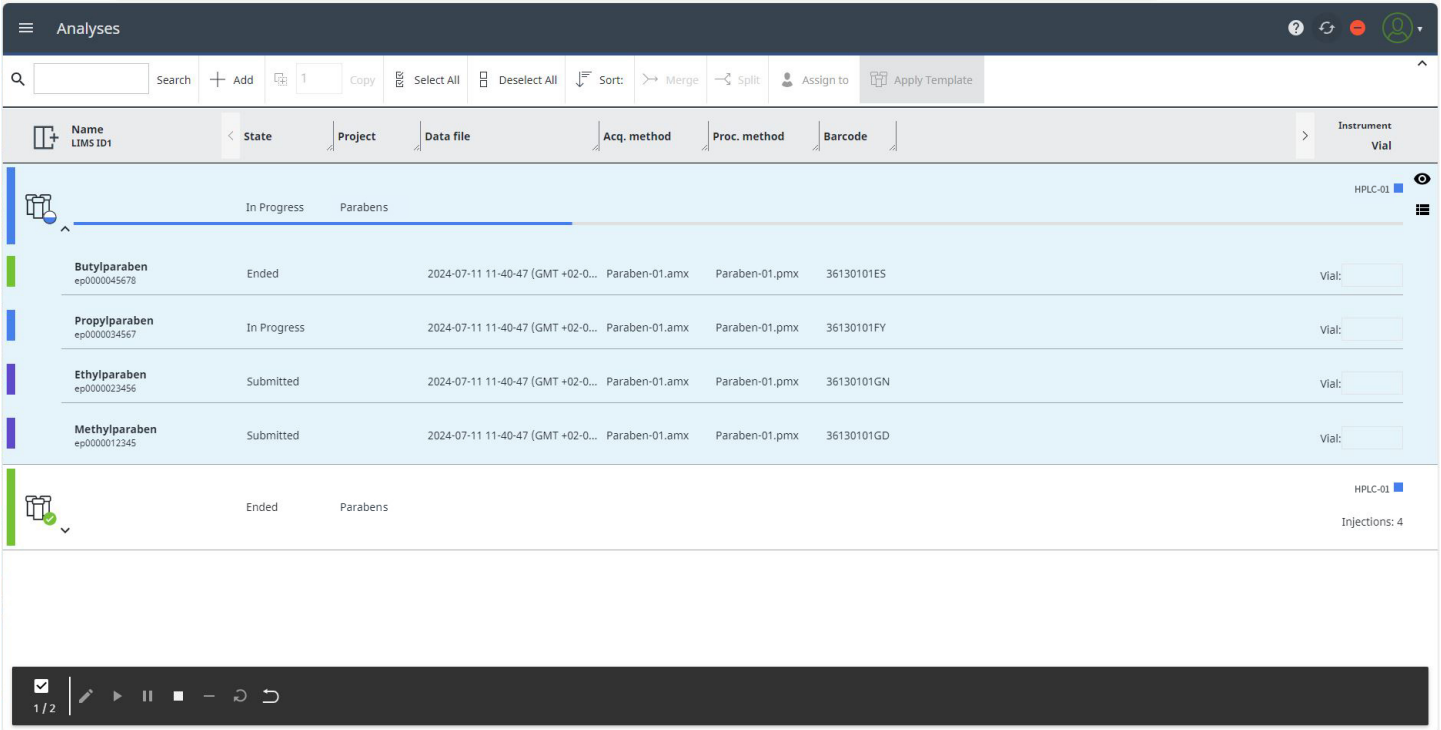 Analyses
Search Add 1 Copy Select All Deselect All Sort: Merge Split Assign to Apply Template
Name State Project Data file Acq. method Proc. method Barcode Instrument
LIMS ID1 Vial
HPLC-01
In Progress Parabens
Butylparaben Ended 2024-07-11 11-40-47 (GMT +02-0... Paraben-01.amx Paraben-01.pmx 36130101ES Vial:
ep0000045678
Propylparaben In Progress 2024-07-11 11-40-47 (GMT +02-0... Paraben-01.amx Paraben-01.pmx 36130101FY Vial:
ep0000034567
Ethylparaben Submitted 2024-07-11 11-40-47 (GMT +02-0... Paraben-01.amx Paraben-01.pmx 36130101GN Vial:
ep0000023456
Methylparaben Submitted 2024-07-11 11-40-47 (GMT +02-0... Paraben-01.amx Paraben-01.pmx 36130101GD Vial:
ep0000012345
HPLC-01
Ended Parabens
Injections: 4
1 / 2